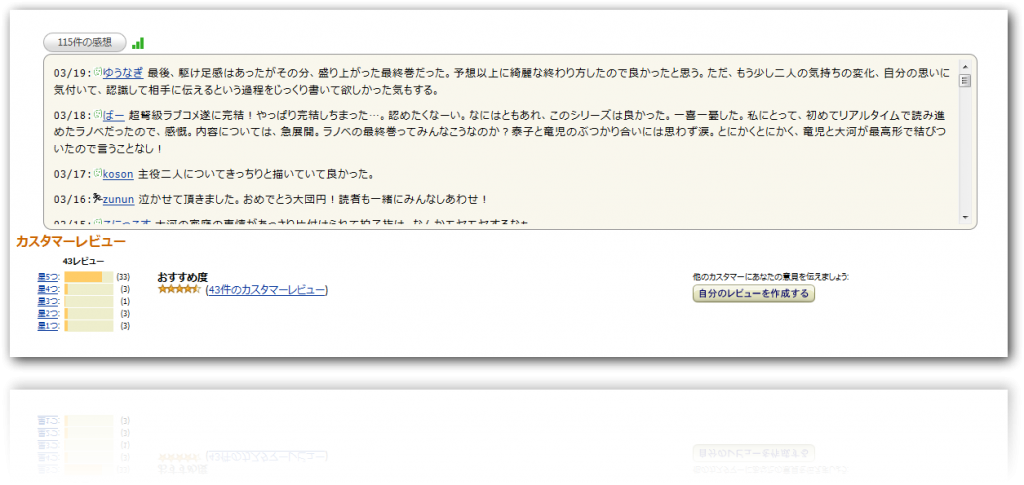 115件の感想
03/19:ゆうなぎ 最後、駆け足感はあったがその分、盛り上がった最終巻だった。予想以上に綺麗な終わり方したので良かったと思う。ただ、もう少し二人の気持ちの変化、自分の思いに
気付いて、認識して相手に伝えるという過程をじっくり書いて欲しかった気もする。
03/18:ばー 超弩級ラブコメ遂に完結！やっぱり完結しちまった…。認めたくなーい。なにはともあれ、このシリーズは良かった。一喜一憂した。私にとって、初めてリアルタイムで読み進
めたラノベだったので、感慨。内容については、急展開。ラノベの最終巻ってみんなこうなのか？泰子と竜児のぶつかり合いには思わず涙。とにかくとにかく、竜児と大河が最高形で結びつ
いたので言うことなし！
03/17:koson 主役二人についてきっちりと描いていて良かった。
03/16:zunun 泣かせて頂きました。おめでとう大団円！読者も一緒にみんなしあわせ！
カスタマーレビュー
43レビュー
星5つ: (33)
おすすめ度
他のカスタマーにあなたの意見を伝えましょう:
星4つ: (3)
(43件のカスタマーレビュー)
自分のレビューを作成する
星3つ: (1)
星2つ: (3)
星1つ: (3)